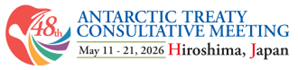 48th
ANTARCTIC TREATY
CONSULTATIVE MEETING
May 11 - 21, 2026 Hiroshima, Japan